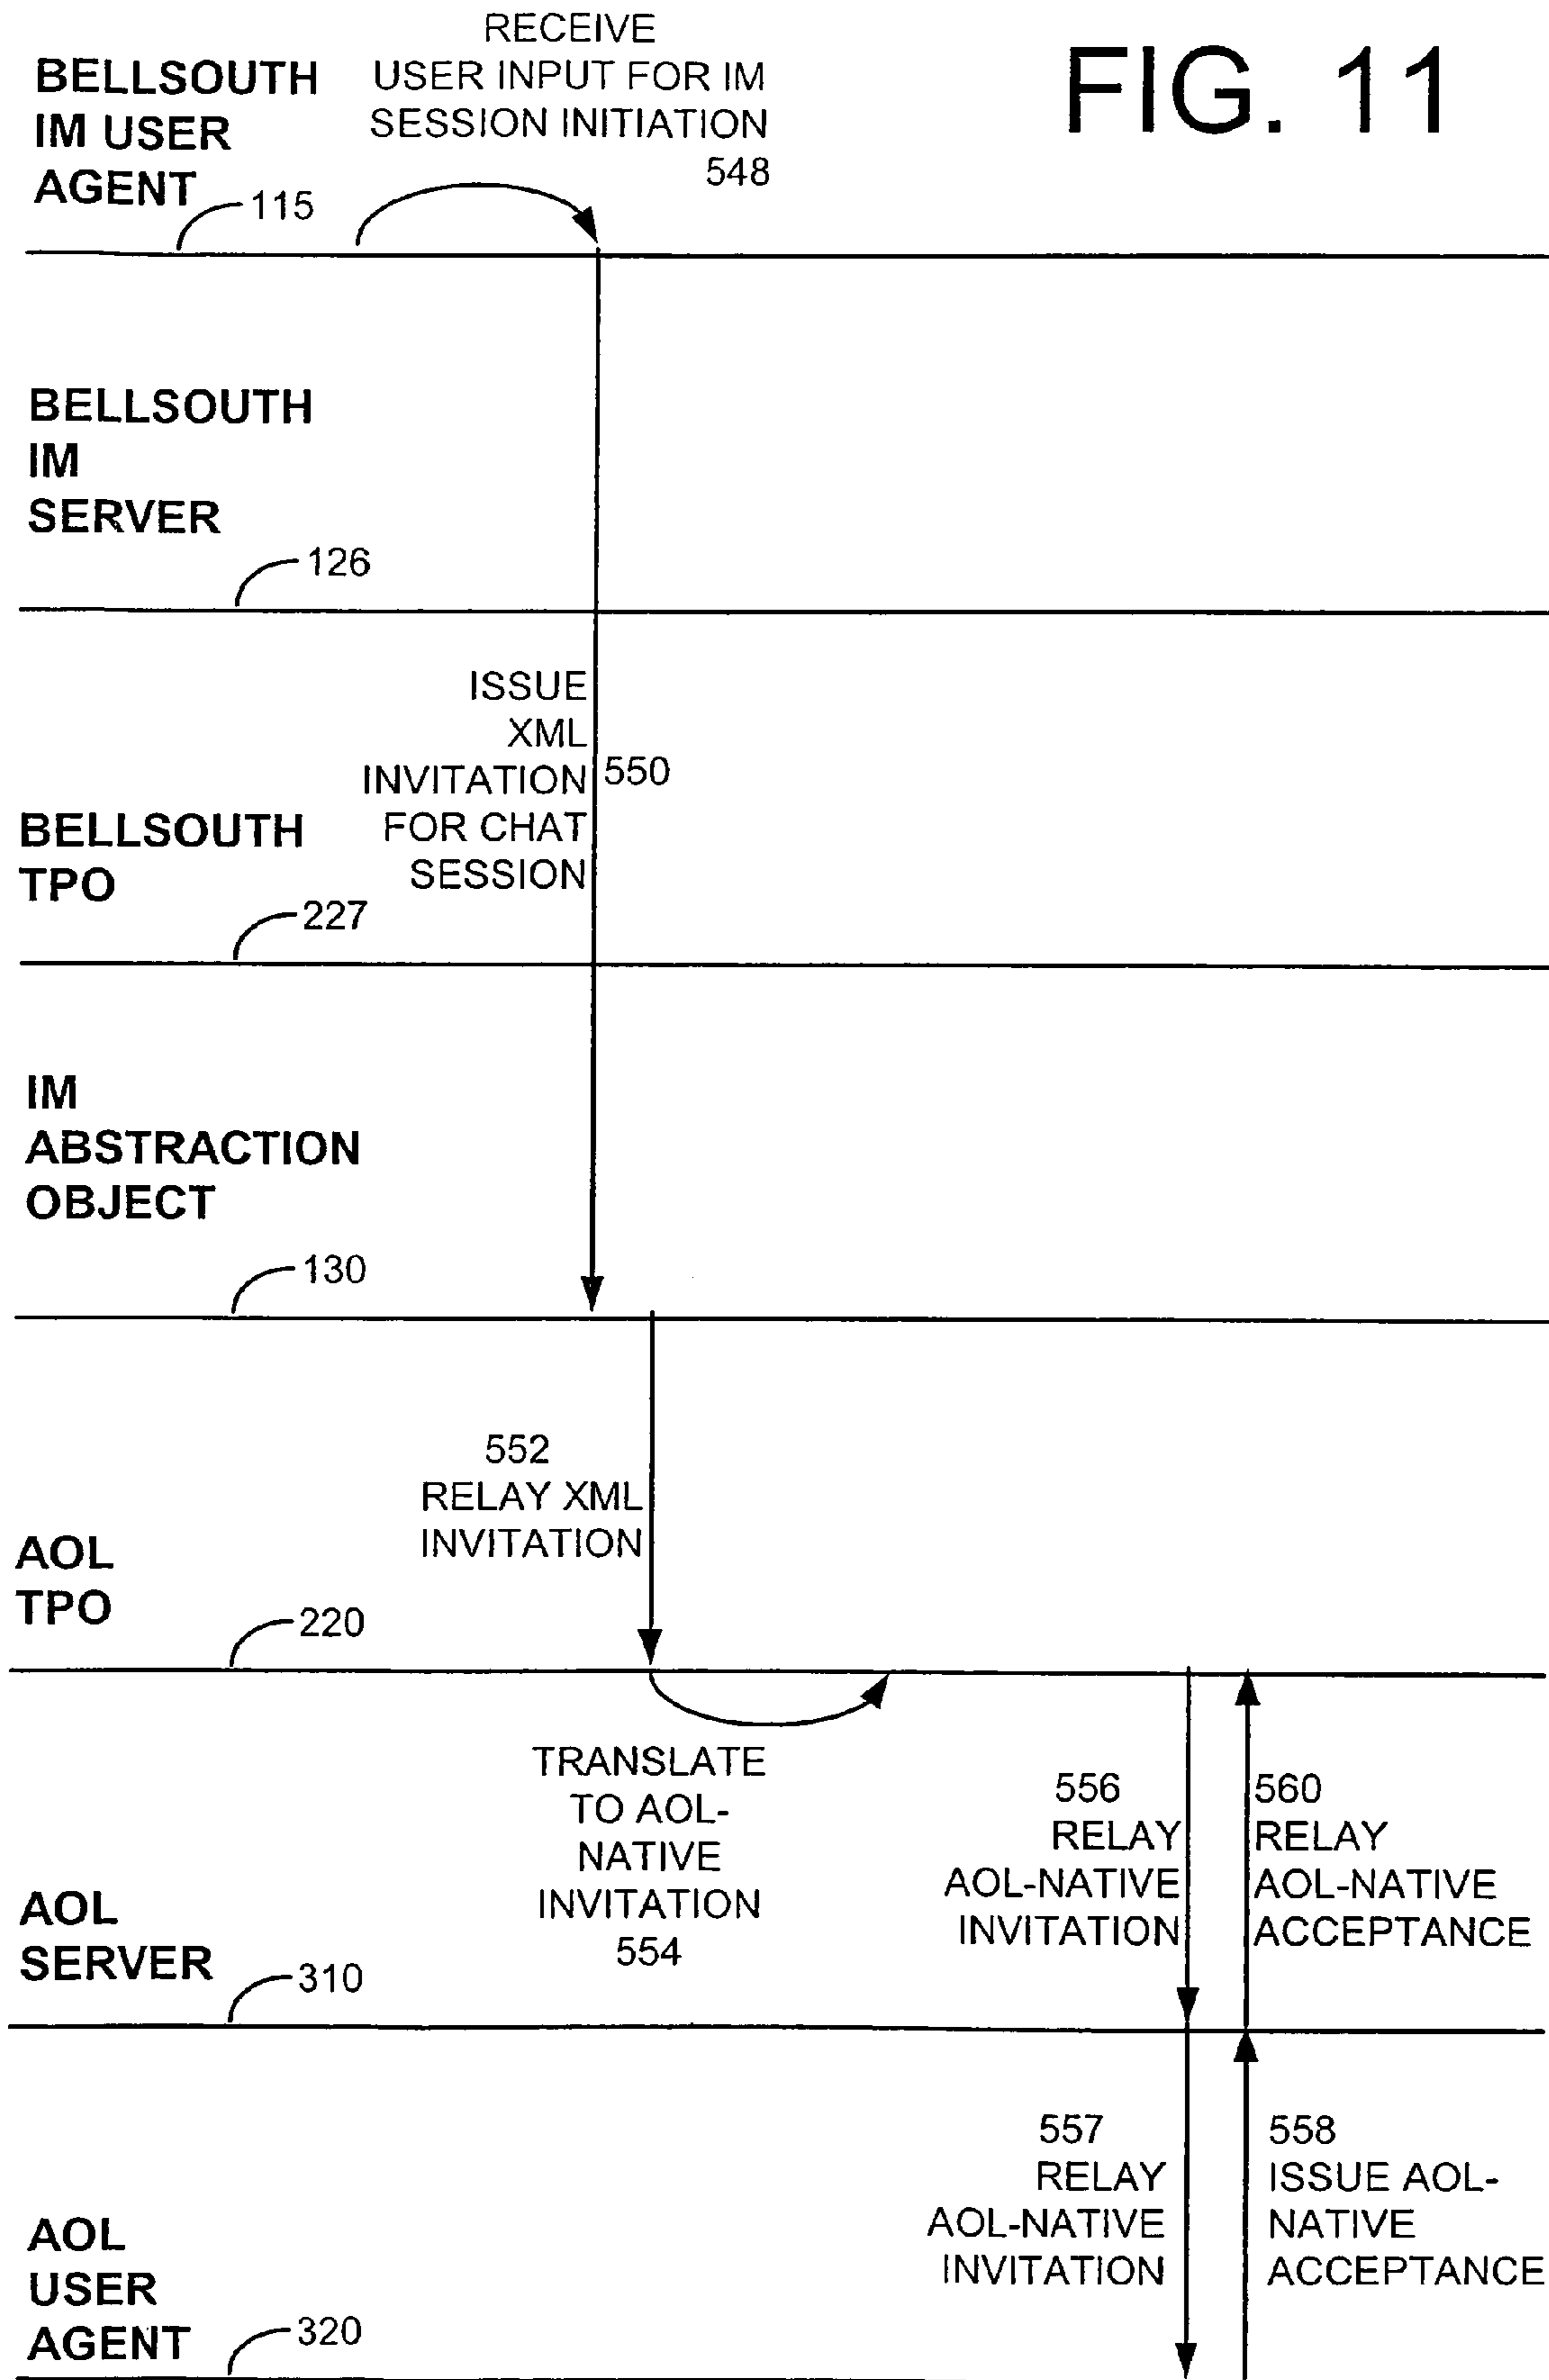 FIG. 11
BELLSOUTH
IM USER
AGENT
115
RECEIVE
USER INPUT FOR IM
SESSION INITIATION
548
BELLSOUTH
IM
SERVER
126
ISSUE
XML
INVITATION
FOR CHAT
SESSION
550
BELLSOUTH
TPO
227
IM
ABSTRACTION
OBJECT
130
552
RELAY XML
INVITATION
AOL
TPO
220
TRANSLATE
TO AOL-
NATIVE
INVITATION
554
556
RELAY
AOL-NATIVE
INVITATION
560
RELAY
AOL-NATIVE
ACCEPTANCE
AOL
SERVER
310
557
RELAY
AOL-NATIVE
INVITATION
558
ISSUE AOL-
NATIVE
ACCEPTANCE
AOL
USER
AGENT
320